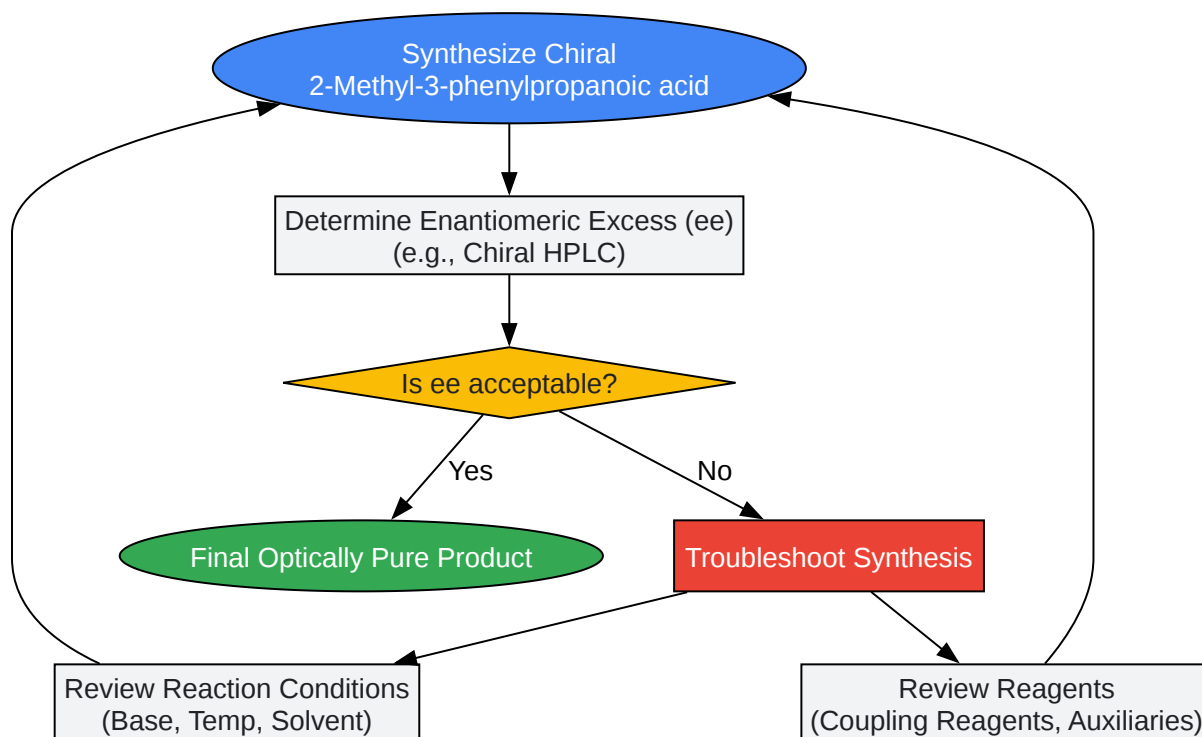 Synthesize Chiral
2-Methyl-3-phenylpropanoic acid
Determine Enantiomeric Excess (ee)
(e.g., Chiral HPLC)
Is ee acceptable?
Yes
No
Final Optically Pure Product
Troubleshoot Synthesis
Review Reaction Conditions
(Base, Temp, Solvent)
Review Reagents
(Coupling Reagents, Auxiliaries)